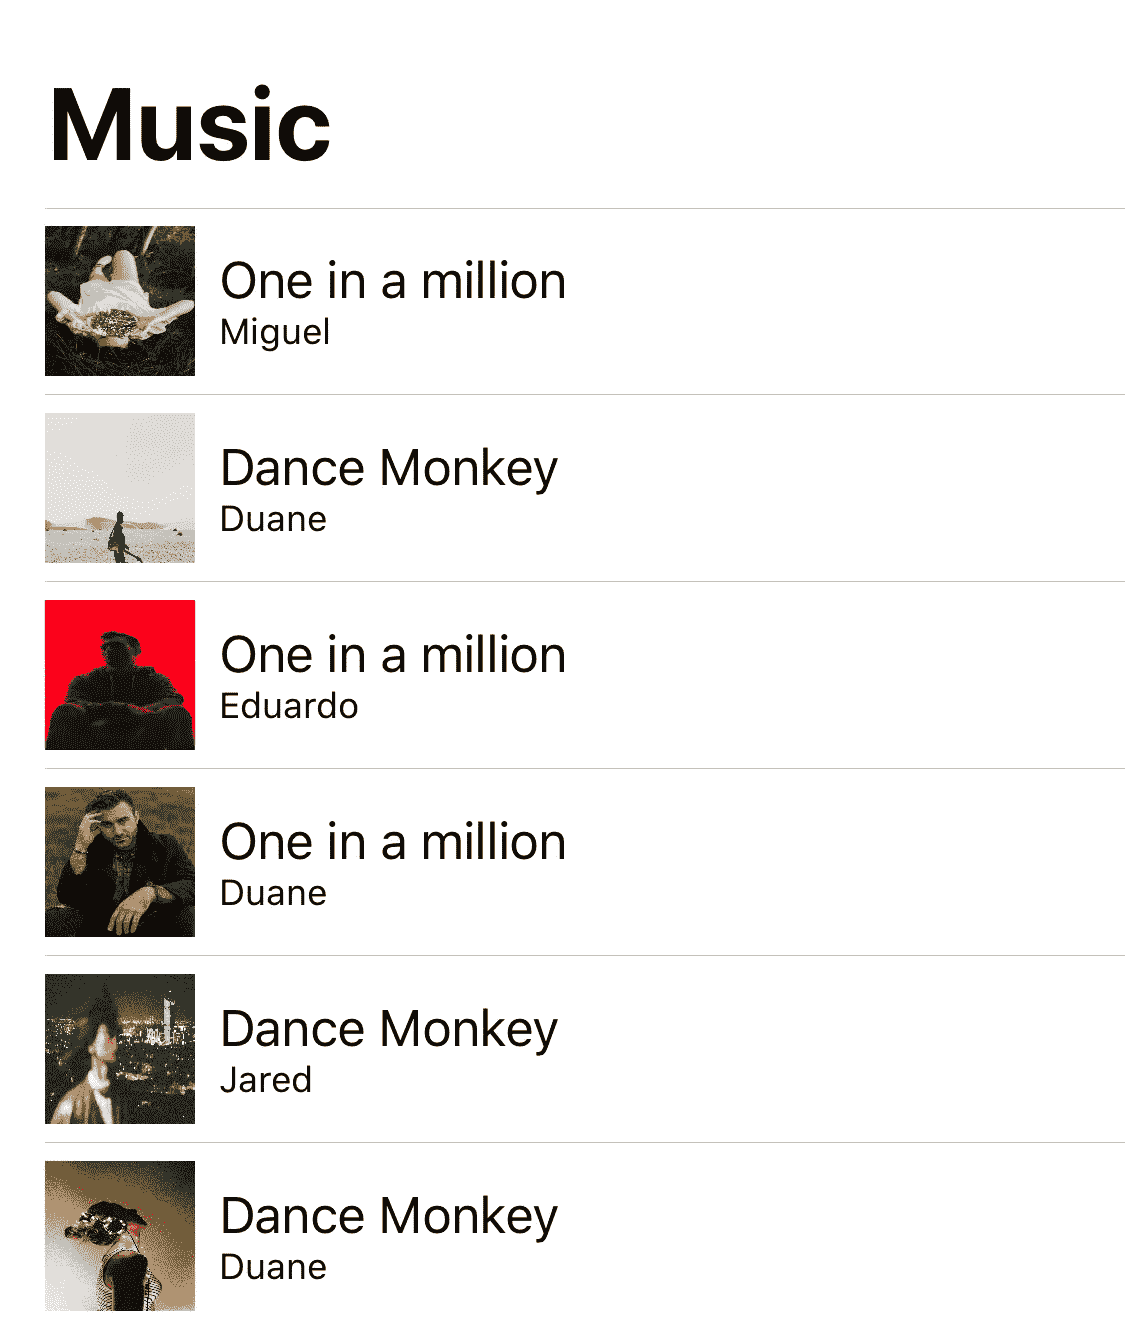 Music
One in a million
Miguel
Dance Monkey
Duane
One in a million
Eduardo
One in a million
Duane
Dance Monkey
Jared
Dance Monkey
Duane